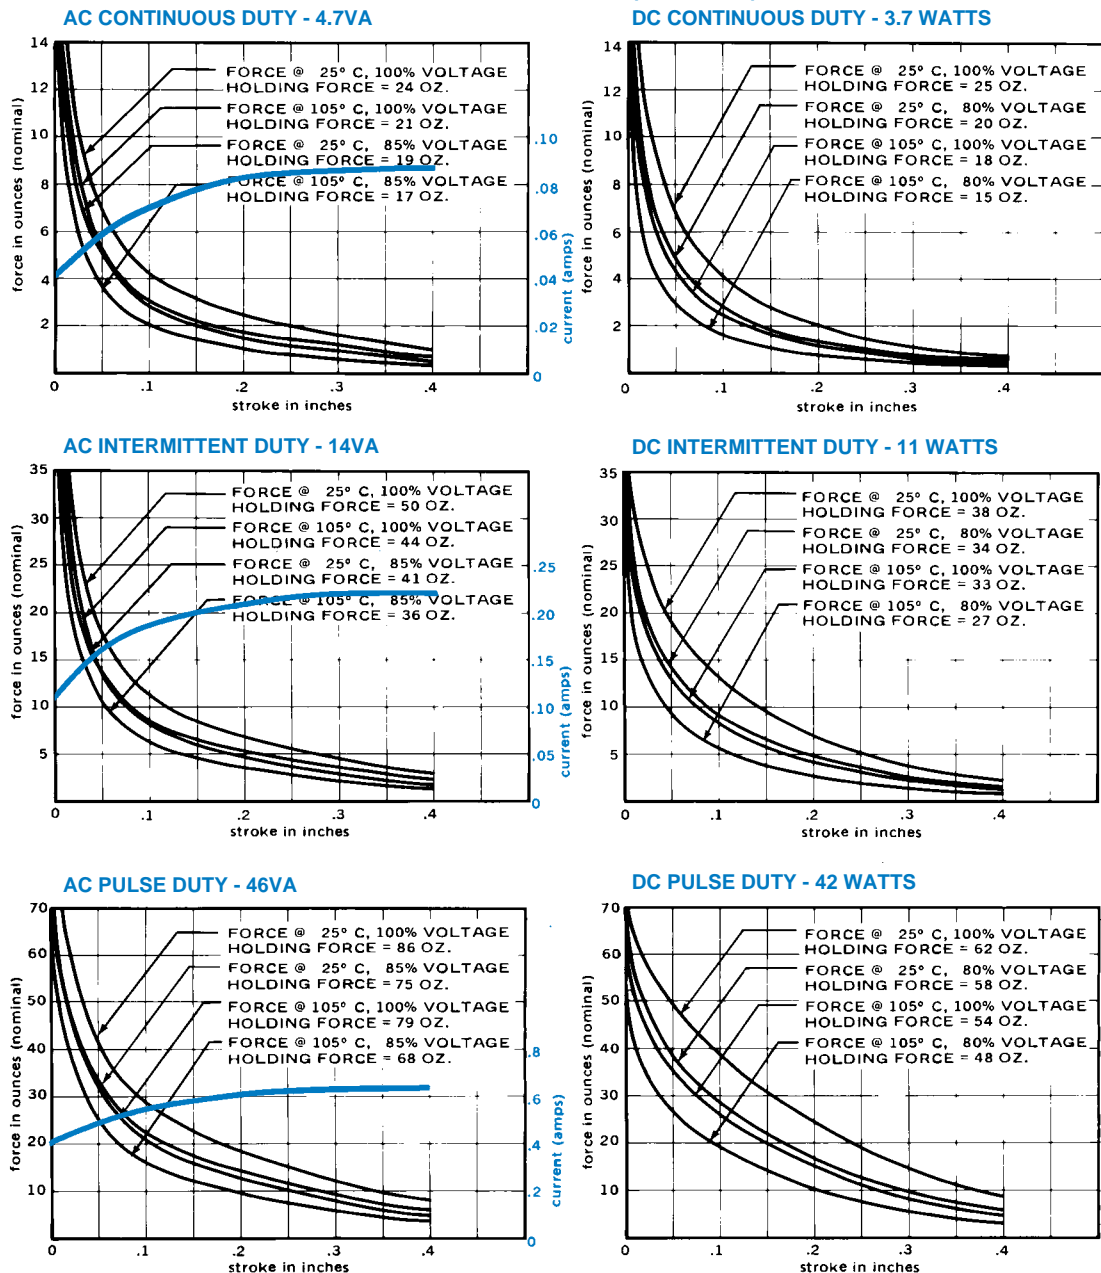 AC CONTINUOUS DUTY - 4.7VA
14
12
10
8
6
4
2
force in ounces (nominal)
FORCE @ 25° C, 100% VOLTAGE
HOLDING FORCE = 24 OZ.
FORCE @ 105° C, 100% VOLTAGE
HOLDING FORCE = 21 OZ.
FORCE @ 25° C, 85% VOLTAGE
HOLDING FORCE = 19 OZ.
FORCE @ 105° C, 85% VOLTAGE
HOLDING FORCE = 17 OZ.
.10
.08
.06
.04
.02
0
current (amps)
0 .1 .2 .3 .4
stroke in inches
DC CONTINUOUS DUTY - 3.7 WATTS
14
12
10
8
6
4
2
force in ounces (nominal)
FORCE @ 25° C, 100% VOLTAGE
HOLDING FORCE = 25 OZ.
FORCE @ 25° C, 80% VOLTAGE
HOLDING FORCE = 20 OZ.
FORCE @ 105° C, 100% VOLTAGE
HOLDING FORCE = 18 OZ.
FORCE @ 105° C, 80% VOLTAGE
HOLDING FORCE = 15 OZ.
0 .1 .2 .3 .4
stroke in inches
AC INTERMITTENT DUTY - 14VA
35
30
25
20
15
10
5
force in ounces (nominal)
FORCE @ 25° C, 100% VOLTAGE
HOLDING FORCE = 50 OZ.
FORCE @ 105° C, 100% VOLTAGE
HOLDING FORCE = 44 OZ.
FORCE @ 25° C, 85% VOLTAGE
HOLDING FORCE = 41 OZ.
FORCE @ 105° C, 85% VOLTAGE
HOLDING FORCE = 36 OZ.
.25
.20
.15
.10
.05
0
current (amps)
0 .1 .2 .3 .4
stroke in inches
DC INTERMITTENT DUTY - 11 WATTS
35
30
25
20
15
10
5
force in ounces (nominal)
FORCE @ 25° C, 100% VOLTAGE
HOLDING FORCE = 38 OZ.
FORCE @ 25° C, 80% VOLTAGE
HOLDING FORCE = 34 OZ.
FORCE @ 105° C, 100% VOLTAGE
HOLDING FORCE = 33 OZ.
FORCE @ 105° C, 80% VOLTAGE
HOLDING FORCE = 27 OZ.
0 .1 .2 .3 .4
stroke in inches
AC PULSE DUTY - 46VA
70
60
50
40
30
20
10
force in ounces (nominal)
FORCE @ 25° C, 100% VOLTAGE
HOLDING FORCE = 86 OZ.
FORCE @ 25° C, 85% VOLTAGE
HOLDING FORCE = 75 OZ.
FORCE @ 105° C, 100% VOLTAGE
HOLDING FORCE = 79 OZ.
FORCE @ 105° C, 85% VOLTAGE
HOLDING FORCE = 68 OZ.
.8
.6
.4
.2
0
current (amps)
0 .1 .2 .3 .4
stroke in inches
DC PULSE DUTY - 42 WATTS
70
60
50
40
30
20
10
force in ounces (nominal)
FORCE @ 25° C, 100% VOLTAGE
HOLDING FORCE = 62 OZ.
FORCE @ 25° C, 80% VOLTAGE
HOLDING FORCE = 58 OZ.
FORCE @ 105° C, 100% VOLTAGE
HOLDING FORCE = 54 OZ.
FORCE @ 105° C, 80% VOLTAGE
HOLDING FORCE = 48 OZ.
0 .1 .2 .3 .4
stroke in inches